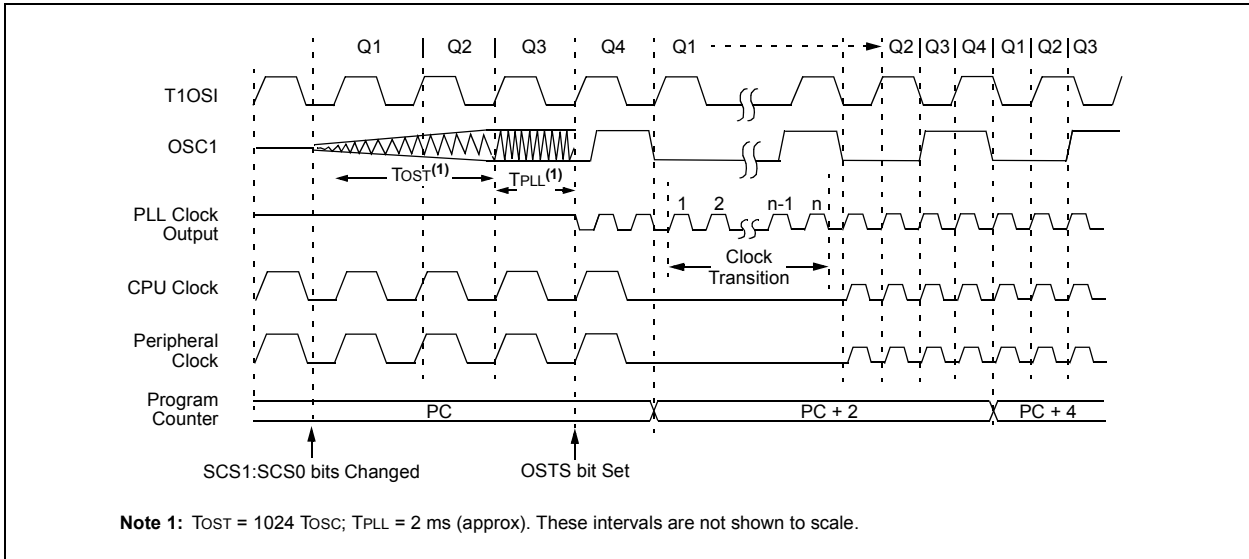 Q1 Q2 Q3 Q4 Q1 Q2 Q3 Q4 Q1 Q2 Q3
T1OSI
OSC1
TOST(1) TPLL(1)
PLL Clock
Output
1 2 n-1 n
Clock
Transition
CPU Clock
Peripheral
Clock
Program
Counter
PC PC + 2 PC + 4
SCS1:SCS0 bits Changed OSTS bit Set
Note 1: TOST = 1024 TOSC; TPLL = 2 ms (approx). These intervals are not shown to scale.